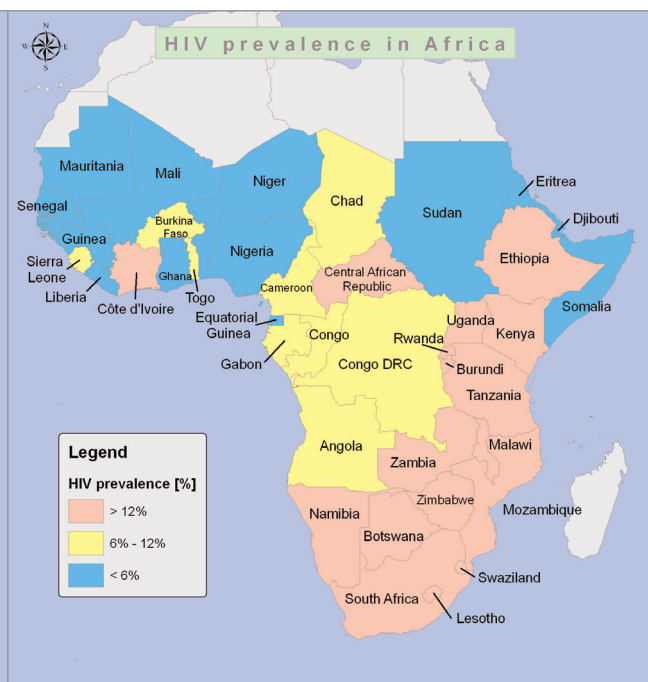 N
W
E
S
HIV prevalence in Africa
Mauritania
Mali
Niger
Chad
Sudan
Eritrea
Djibouti
Senegal
Burkina
Faso
Guinea
Nigeria
Ethiopia
Sierra
Leone
Liberia
Côte d'Ivoire
Ghana
Togo
Cameroon
Central African
Republic
Somalia
Equatorial
Guinea
Gabon
Congo
Congo DRC
Uganda
Kenya
Rwanda
Burundi
Tanzania
Angola
Zambia
Malawi
Zimbabwe
Mozambique
Namibia
Botswana
Swaziland
South Africa
Lesotho
Legend
HIV prevalence [%]
> 12%
6% - 12%
< 6%